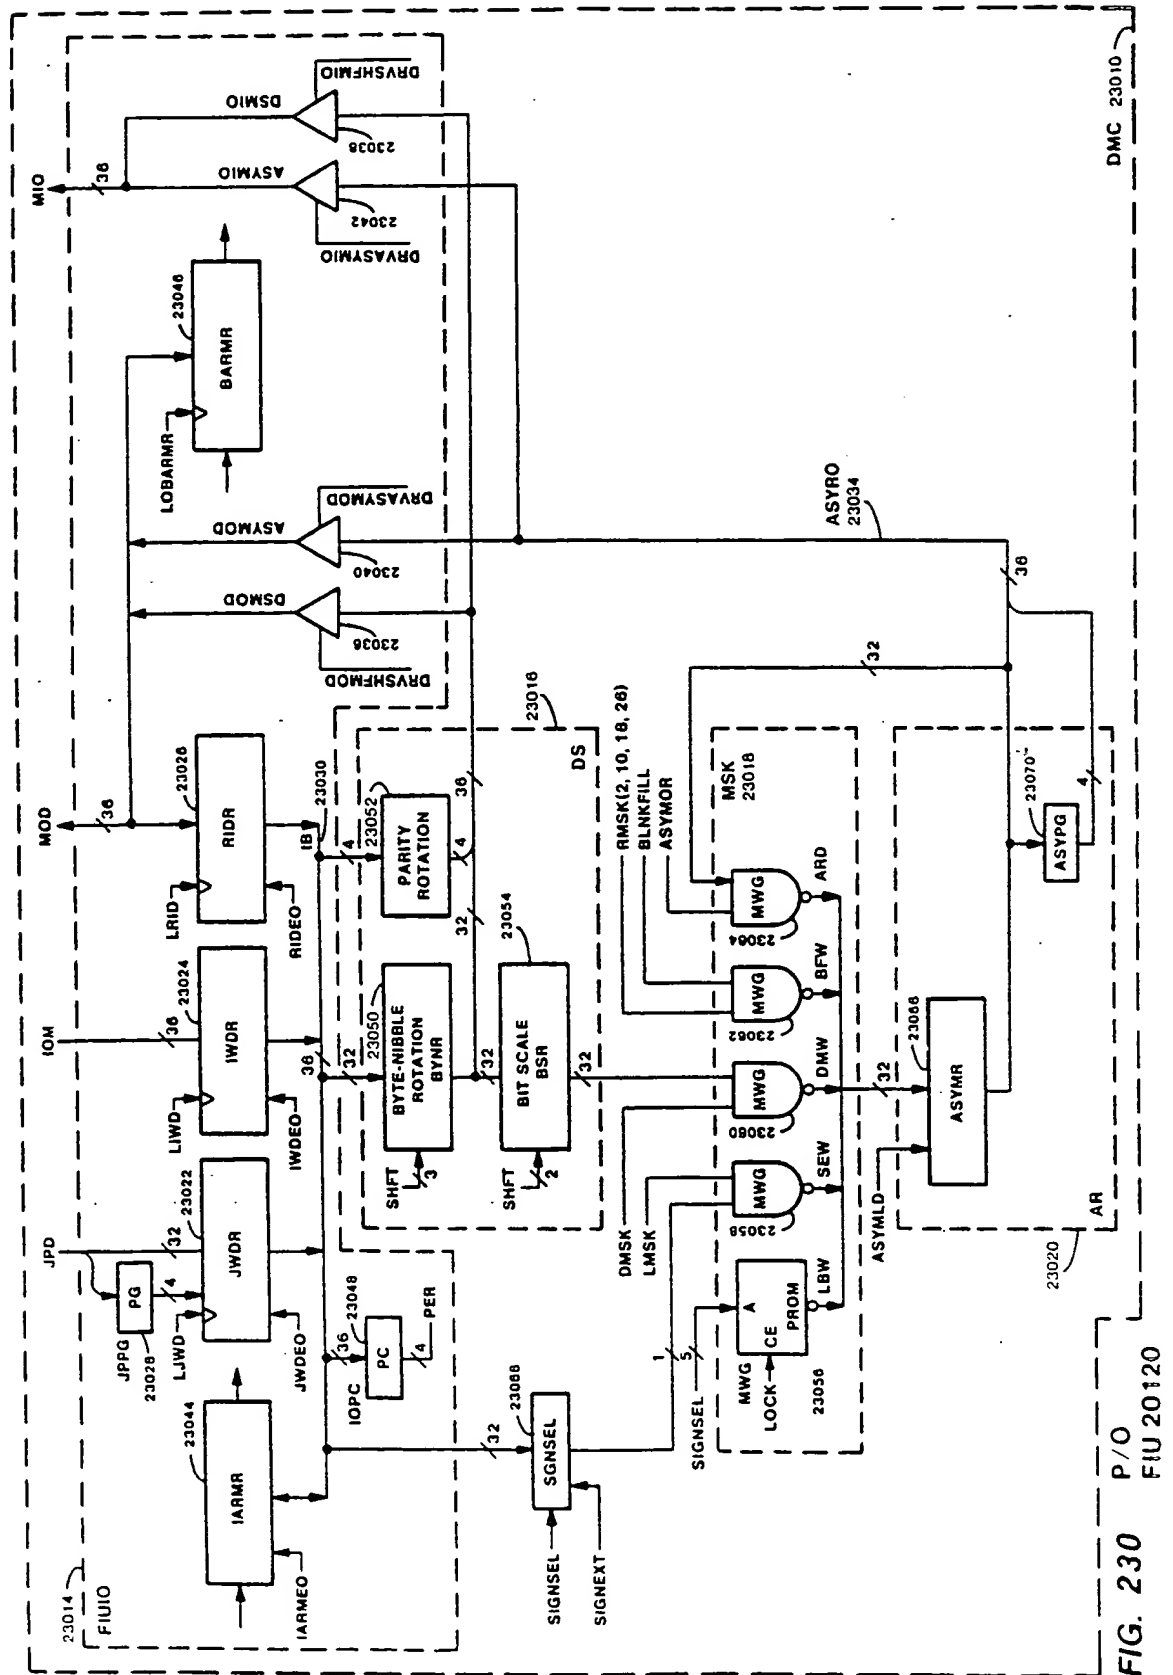 MOD
IOM
JPD
MIO
36
36
32
36
23014
FIUIO
23044
IARMR
IARMEO
JPPG
PG
23028
4
LJWD
23022
JWDR
JWDEO
LIWD
23024
IWDR
IWDEO
LRID
23026
RIDR
RIDEO
IB
23030
36
IOPC
36
23048
PC
4
PER
DSMOD
23036
DRVSHFMOD
ASYMOD
23040
DRVASYMOD
LOBARMR
23046
BARMR
ASYMIO
23042
DRVASYMIO
DSMIO
23038
DRVSHFMIO
32
4
23050
BYTE-NIBBLE
ROTATION
BYNR
SHFT
3
23052
PARITY
ROTATION
4
32
36
32
23054
BIT SCALE
BSR
SHFT
2
32
DS
23016
32
23068
SGNSEL
SIGNSEL
SIGNEXT
DMSK
LMSK
RMSK(2, 10, 18, 26)
BLNKFILL
ASYMOR
MSK
23018
SIGNSEL
5
1
A
CE
PROM
MWG
LOCK
23056
LBW
MWG
23058
SEW
MWG
23060
DMW
MWG
23062
BFW
MWG
23064
ARD
32
ASYRO
23034
36
32
ASYMLD
23066
ASYMR
23070
ASYPG
4
AR
23020
DMC 23010
FIG. 230
P/O
FIU 20120